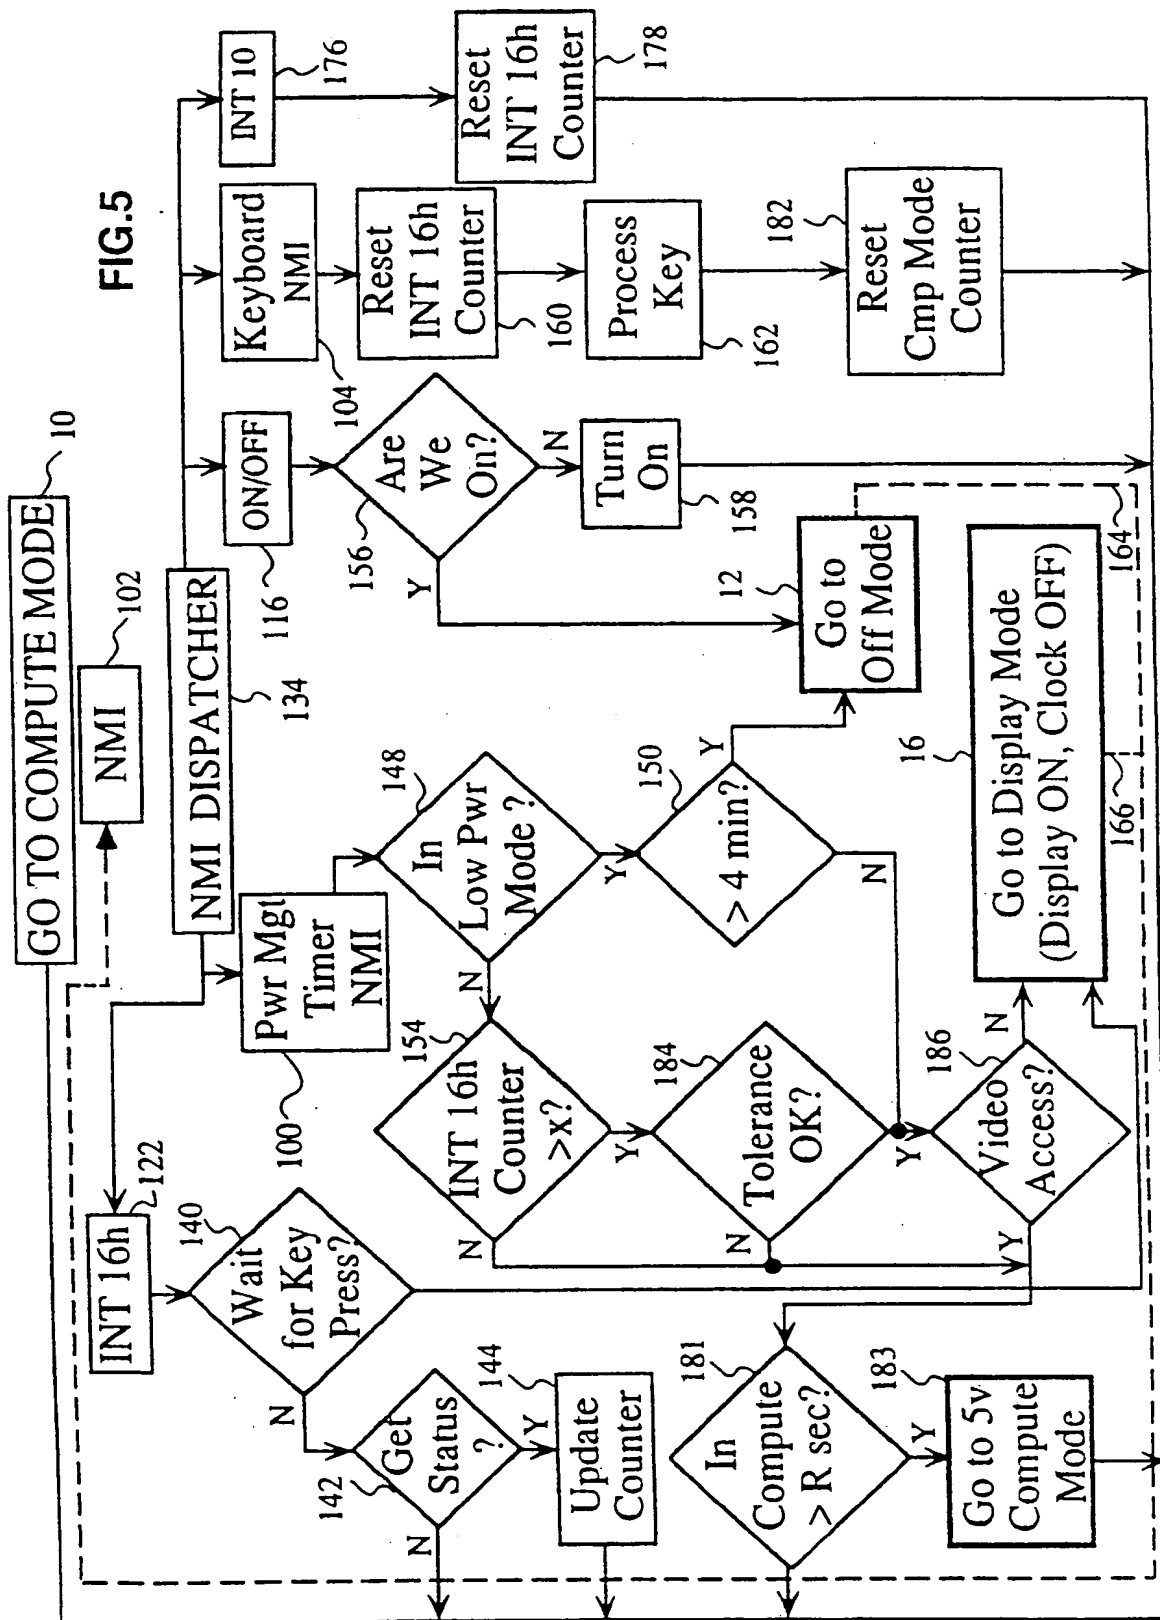 FIG.5
GO TO COMPUTE MODE
10
NMI
102
NMI DISPATCHER
134
INT 16h
122
Wait
for Key
Press?
140
N
Get
Status
?
142
N
Y
Update
Counter
144
Pwr Mgt
Timer
NMI
100
In
Low Pwr
Mode ?
148
N
Y
INT 16h
Counter
>x?
154
N
Y
> 4 min?
150
Y
N
Tolerance
OK?
184
N
Y
Video
Access?
186
N
Y
In
Compute
> R sec?
181
Y
Go to 5v
Compute
Mode
183
ON/OFF
116
Are
We
On?
156
Y
N
Turn
On
158
Go to
Off Mode
12
Go to Display Mode
(Display ON, Clock OFF)
16
164
166
Keyboard
NMI
104
Reset
INT 16h
Counter
160
Process
Key
162
Reset
Cmp Mode
Counter
182
INT 10
176
Reset
INT 16h
Counter
178